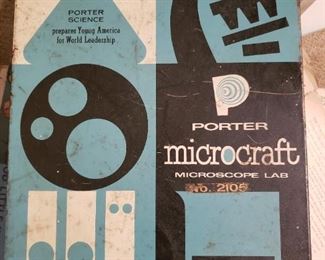 PORTER
SCIENCE
prepares Young America
for World Leadership
P
PORTER
microcraft
MICROSCOPE LAB
No. 2105